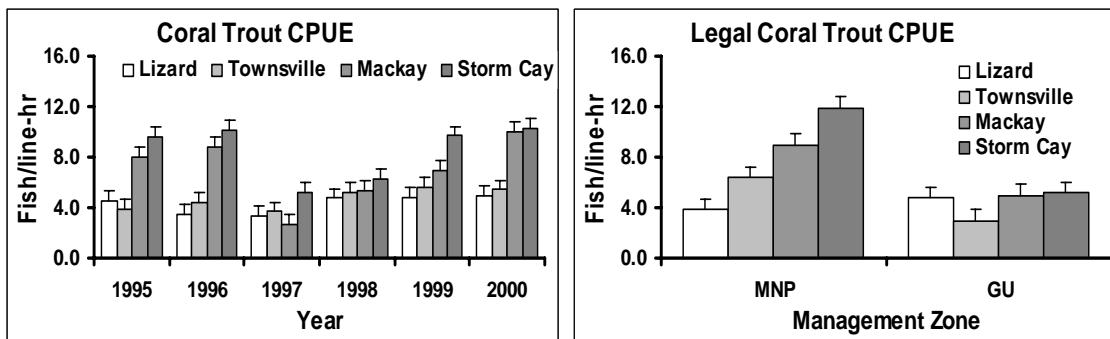 Coral Trout CPUE
16.0
12.0
8.0
4.0
0.0
Fish/line-hr
Lizard Townsville Mackay Storm Cay
1995 1996 1997 1998 1999 2000
Year
Legal Coral Trout CPUE
16.0
12.0
8.0
4.0
0.0
Fish/line-hr
Lizard
Townsville
Mackay
Storm Cay
MNP GU
Management Zone